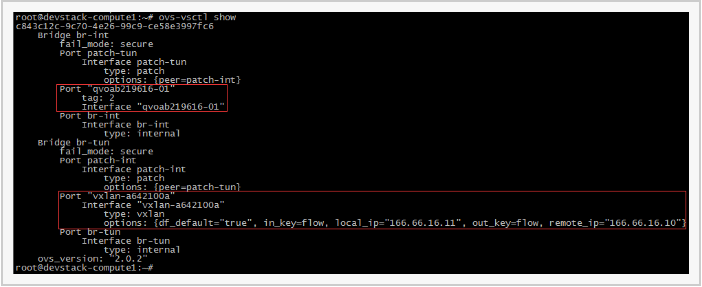 root@devstack-compute1:~# ovs-vsctl show
c843c12c-9c70-4e26-99c9-ce58e3997fc6
    Bridge br-int
        fail_mode: secure
        Port patch-tun
            Interface patch-tun
                type: patch
                options: {peer=patch-int}
        Port "qvoab219616-01"
            tag: 2
            Interface "qvoab219616-01"
        Port br-int
            Interface br-int
                type: internal
    Bridge br-tun
        fail_mode: secure
        Port patch-int
            Interface patch-int
                type: patch
                options: {peer=patch-tun}
        Port "vxlan-a642100a"
            Interface "vxlan-a642100a"
                type: vxlan
                options: {df_default="true", in_key=flow, local_ip="166.66.16.11", out_key=flow, remote_ip="166.66.16.10"}
        Port br-tun
            Interface br-tun
                type: internal
    ovs_version: "2.0.2"
root@devstack-compute1:~#